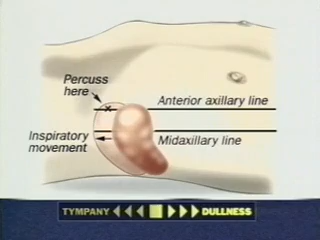 Percuss
here
Anterior axillary line
Inspiratory
movement
Midaxillary line
TYMPANY DULLNESS